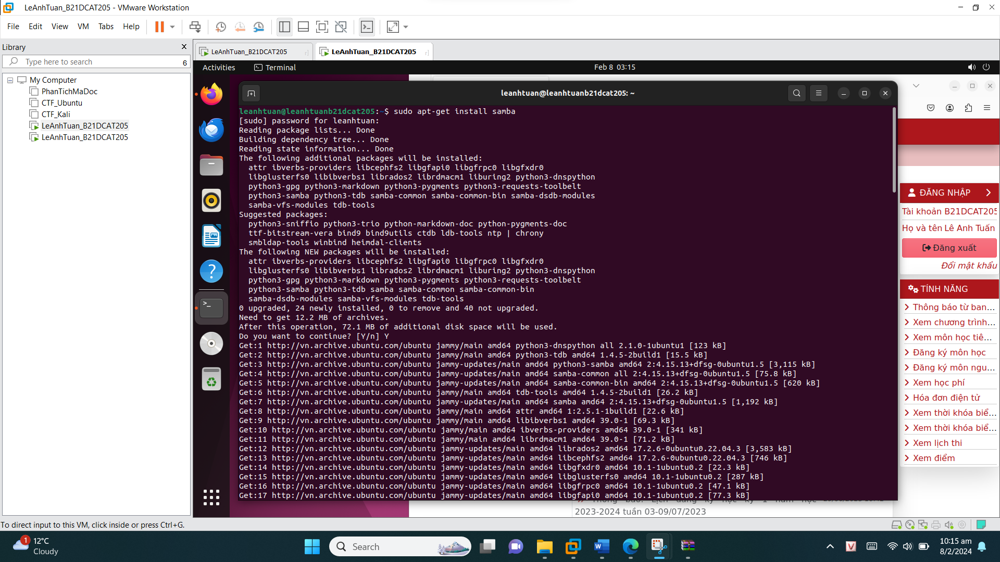 LeAnhTuan_B21DCAT205 - VMware Workstation
File Edit View VM Tabs Help
Library
Type here to search
6
My Computer
PhanTichMaDoc
CTF_Ubuntu
CTF_Kali
LeAnhTuan_B21DCAT205
LeAnhTuan_B21DCAT205
LeAnhTuan_B21DCAT205
LeAnhTuan_B21DCAT205
Activities
Terminal
Feb 8 03:15
leanhtuan@leanhtuanb21dcat205: ~
leanhtuan@leanhtuanb21dcat205:~$ sudo apt-get install samba
[sudo] password for leanhtuan:
Reading package lists... Done
Building dependency tree... Done
Reading state information... Done
The following additional packages will be installed:
attr ibverbs-providers libcephfs2 libgfapi0 libgfrpc0 libgfxdr0
libglusterfs0 libibverbs1 librados2 librdmacm1 liburing2 python3-dnspython
python3-gpg python3-markdown python3-pygments python3-requests-toolbelt
python3-samba python3-tdb samba-common samba-common-bin samba-dsdb-modules
samba-vfs-modules tdb-tools
Suggested packages:
python3-sniffio python3-trio python-markdown-doc python-pygments-doc
ttf-bitstream-vera bind9 bind9utils ctdb ldb-tools ntp | chrony
smbldap-tools winbind heimdal-clients
The following NEW packages will be installed:
attr ibverbs-providers libcephfs2 libgfapi0 libgfrpc0 libgfxdr0
libglusterfs0 libibverbs1 librados2 librdmacm1 liburing2 python3-dnspython
python3-gpg python3-markdown python3-pygments python3-requests-toolbelt
python3-samba python3-tdb samba samba-common samba-common-bin
samba-dsdb-modules samba-vfs-modules tdb-tools
0 upgraded, 24 newly installed, 0 to remove and 40 not upgraded.
Need to get 12.2 MB of archives.
After this operation, 72.1 MB of additional disk space will be used.
Do you want to continue? [Y/n] Y
Get:1 http://vn.archive.ubuntu.com/ubuntu jammy/main amd64 python3-dnspython all 2.1.0-1ubuntu1 [123 kB]
Get:2 http://vn.archive.ubuntu.com/ubuntu jammy/main amd64 python3-tdb amd64 1.4.5-2build1 [15.5 kB]
Get:3 http://vn.archive.ubuntu.com/ubuntu jammy-updates/main amd64 python3-samba amd64 2:4.15.13+dfsg-0ubuntu1.5 [3,115 kB]
Get:4 http://vn.archive.ubuntu.com/ubuntu jammy-updates/main amd64 samba-common all 2:4.15.13+dfsg-0ubuntu1.5 [75.8 kB]
Get:5 http://vn.archive.ubuntu.com/ubuntu jammy-updates/main amd64 samba-common-bin amd64 2:4.15.13+dfsg-0ubuntu1.5 [620 kB]
Get:6 http://vn.archive.ubuntu.com/ubuntu jammy/main amd64 tdb-tools amd64 1.4.5-2build1 [26.2 kB]
Get:7 http://vn.archive.ubuntu.com/ubuntu jammy-updates/main amd64 samba amd64 2:4.15.13+dfsg-0ubuntu1.5 [1,192 kB]
Get:8 http://vn.archive.ubuntu.com/ubuntu jammy/main amd64 attr amd64 1:2.5.1-1build1 [22.6 kB]
Get:9 http://vn.archive.ubuntu.com/ubuntu jammy/main amd64 libibverbs1 amd64 39.0-1 [69.3 kB]
Get:10 http://vn.archive.ubuntu.com/ubuntu jammy/main amd64 ibverbs-providers amd64 39.0-1 [341 kB]
Get:11 http://vn.archive.ubuntu.com/ubuntu jammy/main amd64 librdmacm1 amd64 39.0-1 [71.2 kB]
Get:12 http://vn.archive.ubuntu.com/ubuntu jammy-updates/main amd64 librados2 amd64 17.2.6-0ubuntu0.22.04.3 [3,583 kB]
Get:13 http://vn.archive.ubuntu.com/ubuntu jammy-updates/main amd64 libcephfs2 amd64 17.2.6-0ubuntu0.22.04.3 [746 kB]
Get:14 http://vn.archive.ubuntu.com/ubuntu jammy-updates/main amd64 libgfxdr0 amd64 10.1-1ubuntu0.2 [22.3 kB]
Get:15 http://vn.archive.ubuntu.com/ubuntu jammy-updates/main amd64 libglusterfs0 amd64 10.1-1ubuntu0.2 [287 kB]
Get:16 http://vn.archive.ubuntu.com/ubuntu jammy-updates/main amd64 libgfrpc0 amd64 10.1-1ubuntu0.2 [47.1 kB]
Get:17 http://vn.archive.ubuntu.com/ubuntu jammy-updates/main amd64 libgfapi0 amd64 10.1-1ubuntu0.2 [77.3 kB]
ĐĂNG NHẬP
Tài khoản B21DCAT205
Họ và tên Lê Anh Tuấn
Đăng xuất
Đổi mật khẩu
TÍNH NĂNG
Thông báo từ ban...
Xem chương trình...
Xem môn học tiê...
Đăng ký môn học
Đăng ký môn ngu...
Xem học phí
Hóa đơn điện tử
Xem thời khóa biể...
Xem thời khóa biể...
Xem lịch thi
Xem điểm
2023-2024 tuần 03-09/07/2023
To direct input to this VM, click inside or press Ctrl+G.
1
12°C
Cloudy
Search
10:15 am
8/2/2024